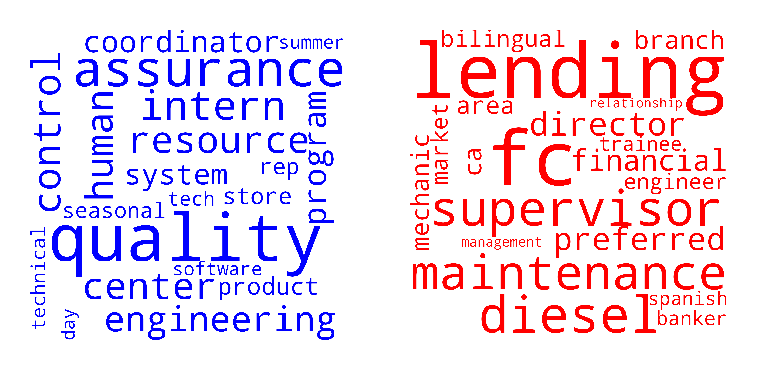 coordinator
summer
assurance
control
human
intern
program
resource
system
rep
tech
store
seasonal
quality
software
technical
center
product
day
engineering
bilingual
branch
lending
relationship
area
market
director
mechanic
ca
fc
trainee
financial
engineer
supervisor
management
preferred
maintenance
spanish
diesel
banker